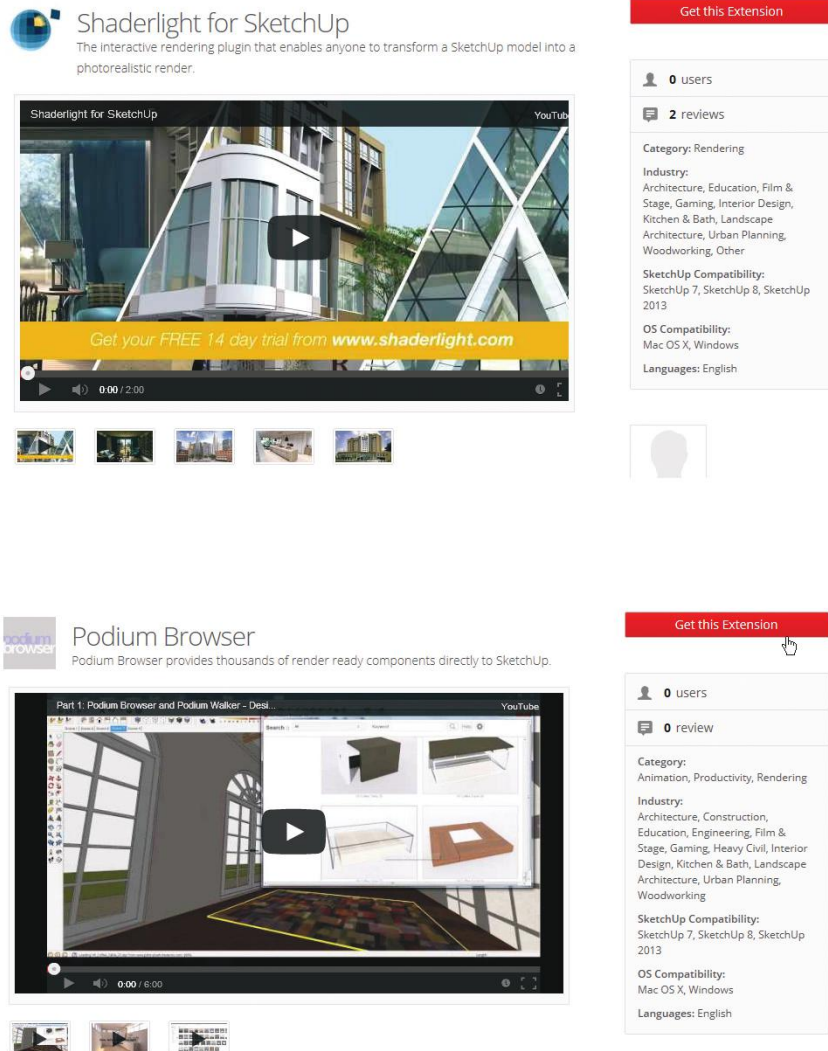 Shaderlight for SketchUp
The interactive rendering plugin that enables anyone to transform a SketchUp model into a
photorealistic render.
Shaderlight for SketchUp
YouTub
Get your FREE 14 day trial from www.shaderlight.com
0:00 / 2:00
Get this Extension
0 users
2 reviews
Category: Rendering
Industry:
Architecture, Education, Film &
Stage, Gaming, Interior Design,
Kitchen & Bath, Landscape
Architecture, Urban Planning,
Woodworking, Other
SketchUp Compatibility:
SketchUp 7, SketchUp 8, SketchUp
2013
OS Compatibility:
Mac OS X, Windows
Languages: English
podium
browser
Podium Browser
Podium Browser provides thousands of render ready components directly to SketchUp.
Part 1: Podium Browser and Podium Walker - Desi...
YouTube
Search
0:00 / 6:00
Get this Extension
0 users
0 review
Category:
Animation, Productivity, Rendering
Industry:
Architecture, Construction,
Education, Engineering, Film &
Stage, Gaming, Heavy Civil, Interior
Design, Kitchen & Bath, Landscape
Architecture, Urban Planning,
Woodworking
SketchUp Compatibility:
SketchUp 7, SketchUp 8, SketchUp
2013
OS Compatibility:
Mac OS X, Windows
Languages: English